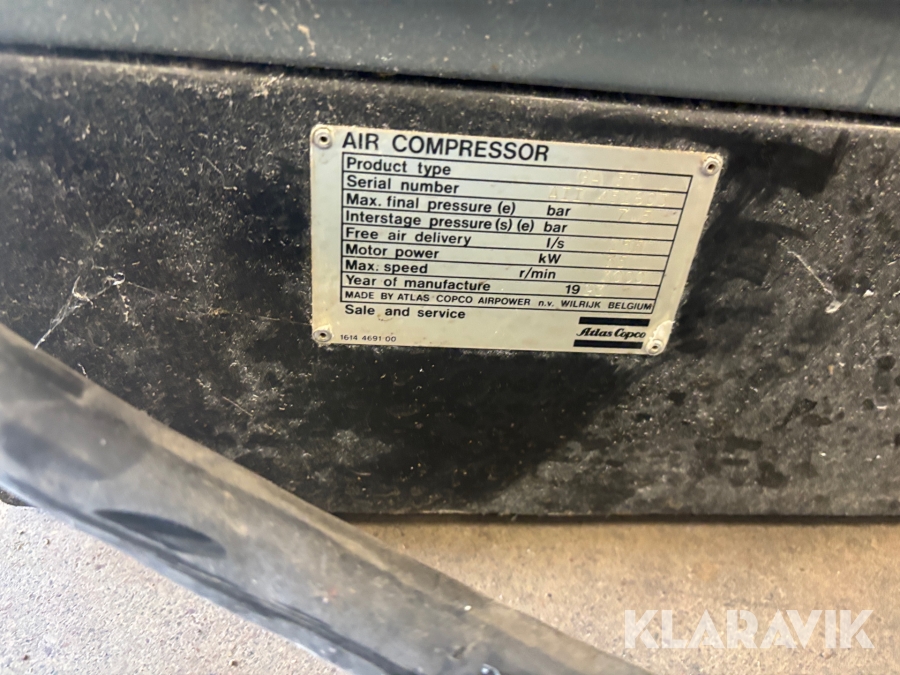 AIR COMPRESSOR
Product type
Serial number
Max. final pressure (e) bar
Interstage pressure(s) (e) bar
Free air delivery l/s
Motor power kW
Max. speed r/min
Year of manufacture 19
MADE BY ATLAS COPCO AIRPOWER n.v. WILRIJK BELGIUM
Sale and service
Atlas Copco
1614 4691 00
KLARAVIK